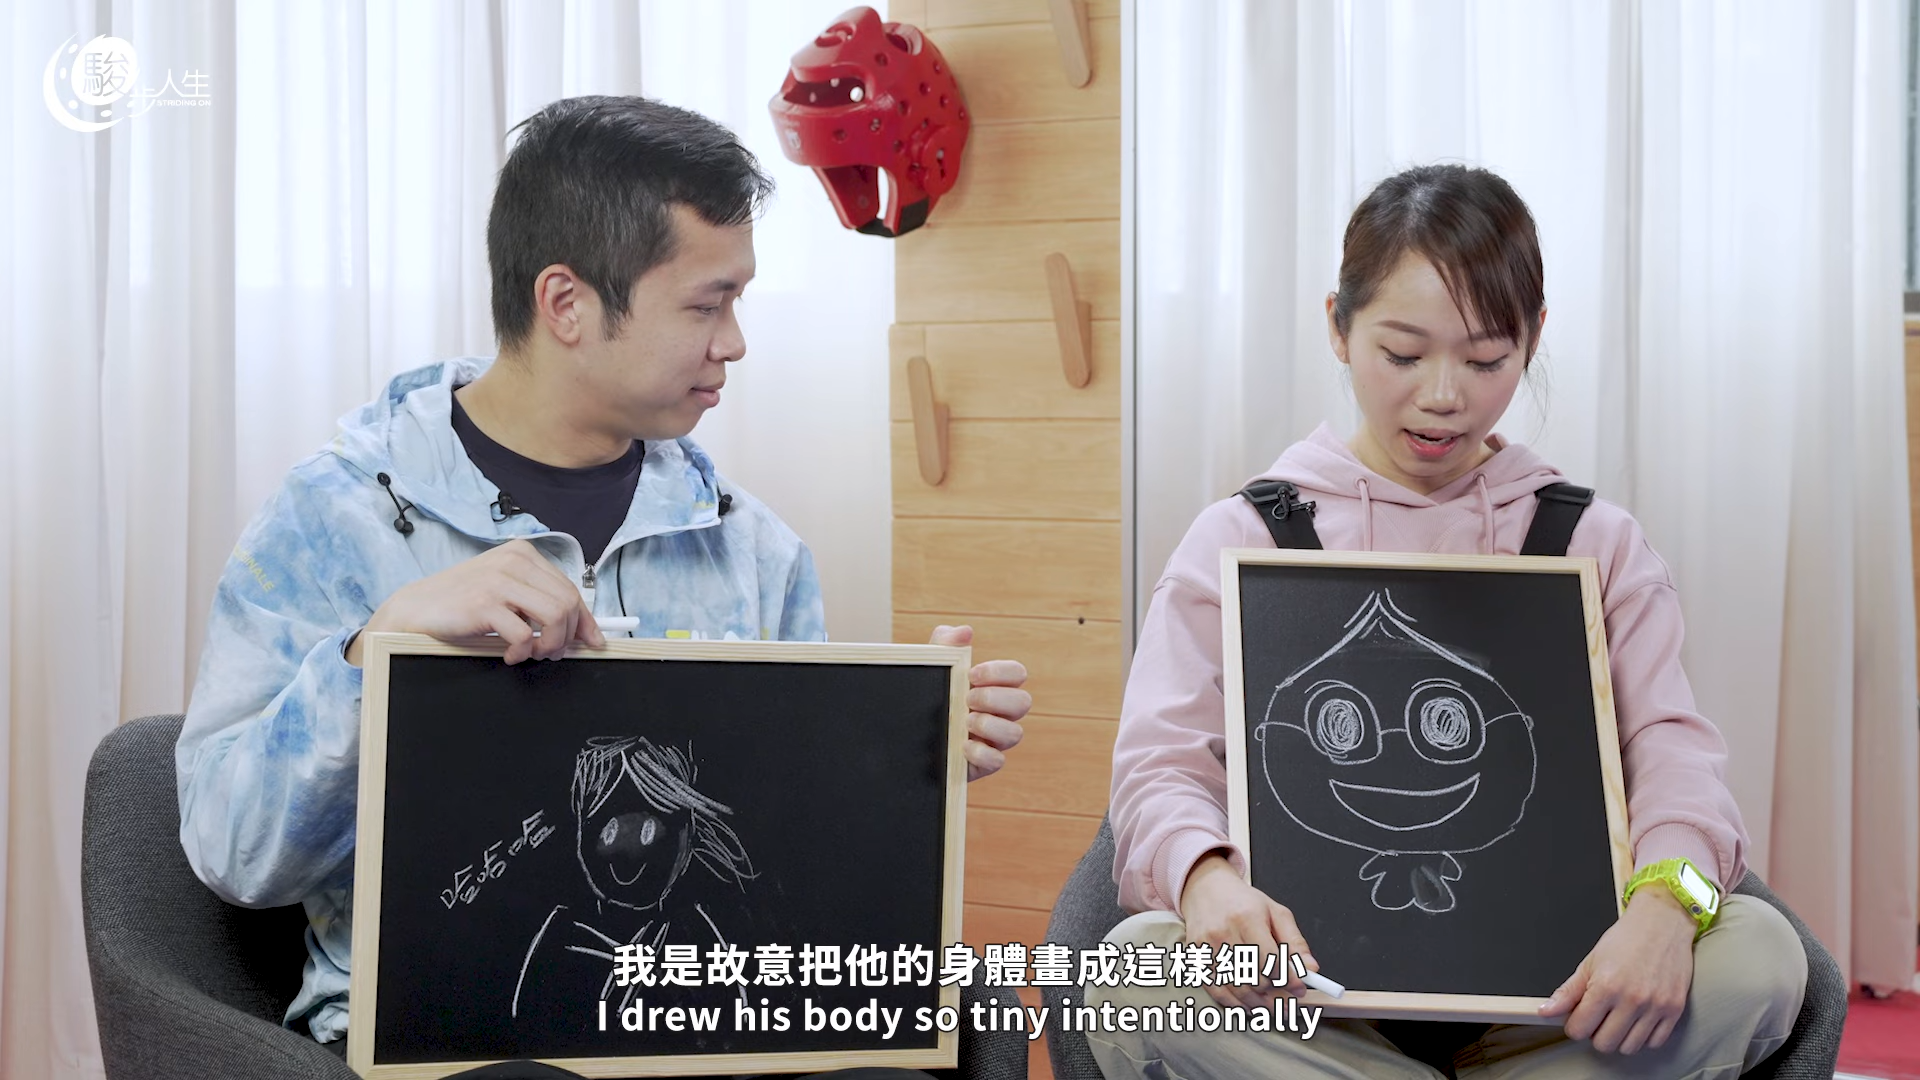 駿步人生
STRIDING ON
哈哈哈
我是故意把他的身體畫成這樣細小
I drew his body so tiny intentionally